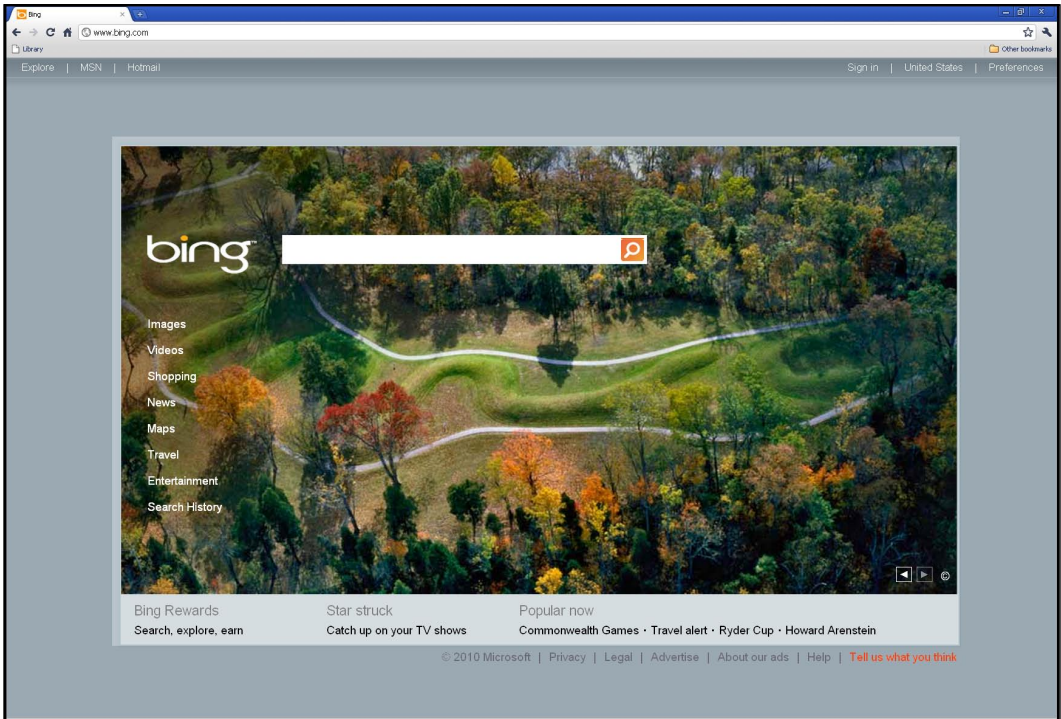 Bing
www.bing.com
Library
Other bookmarks
Explore | MSN | Hotmail
Sign in | United States | Preferences
bing™
Images
Videos
Shopping
News
Maps
Travel
Entertainment
Search History
©
Bing Rewards
Search, explore, earn
Star struck
Catch up on your TV shows
Popular now
Commonwealth Games · Travel alert · Ryder Cup · Howard Arenstein
© 2010 Microsoft | Privacy | Legal | Advertise | About our ads | Help | Tell us what you think